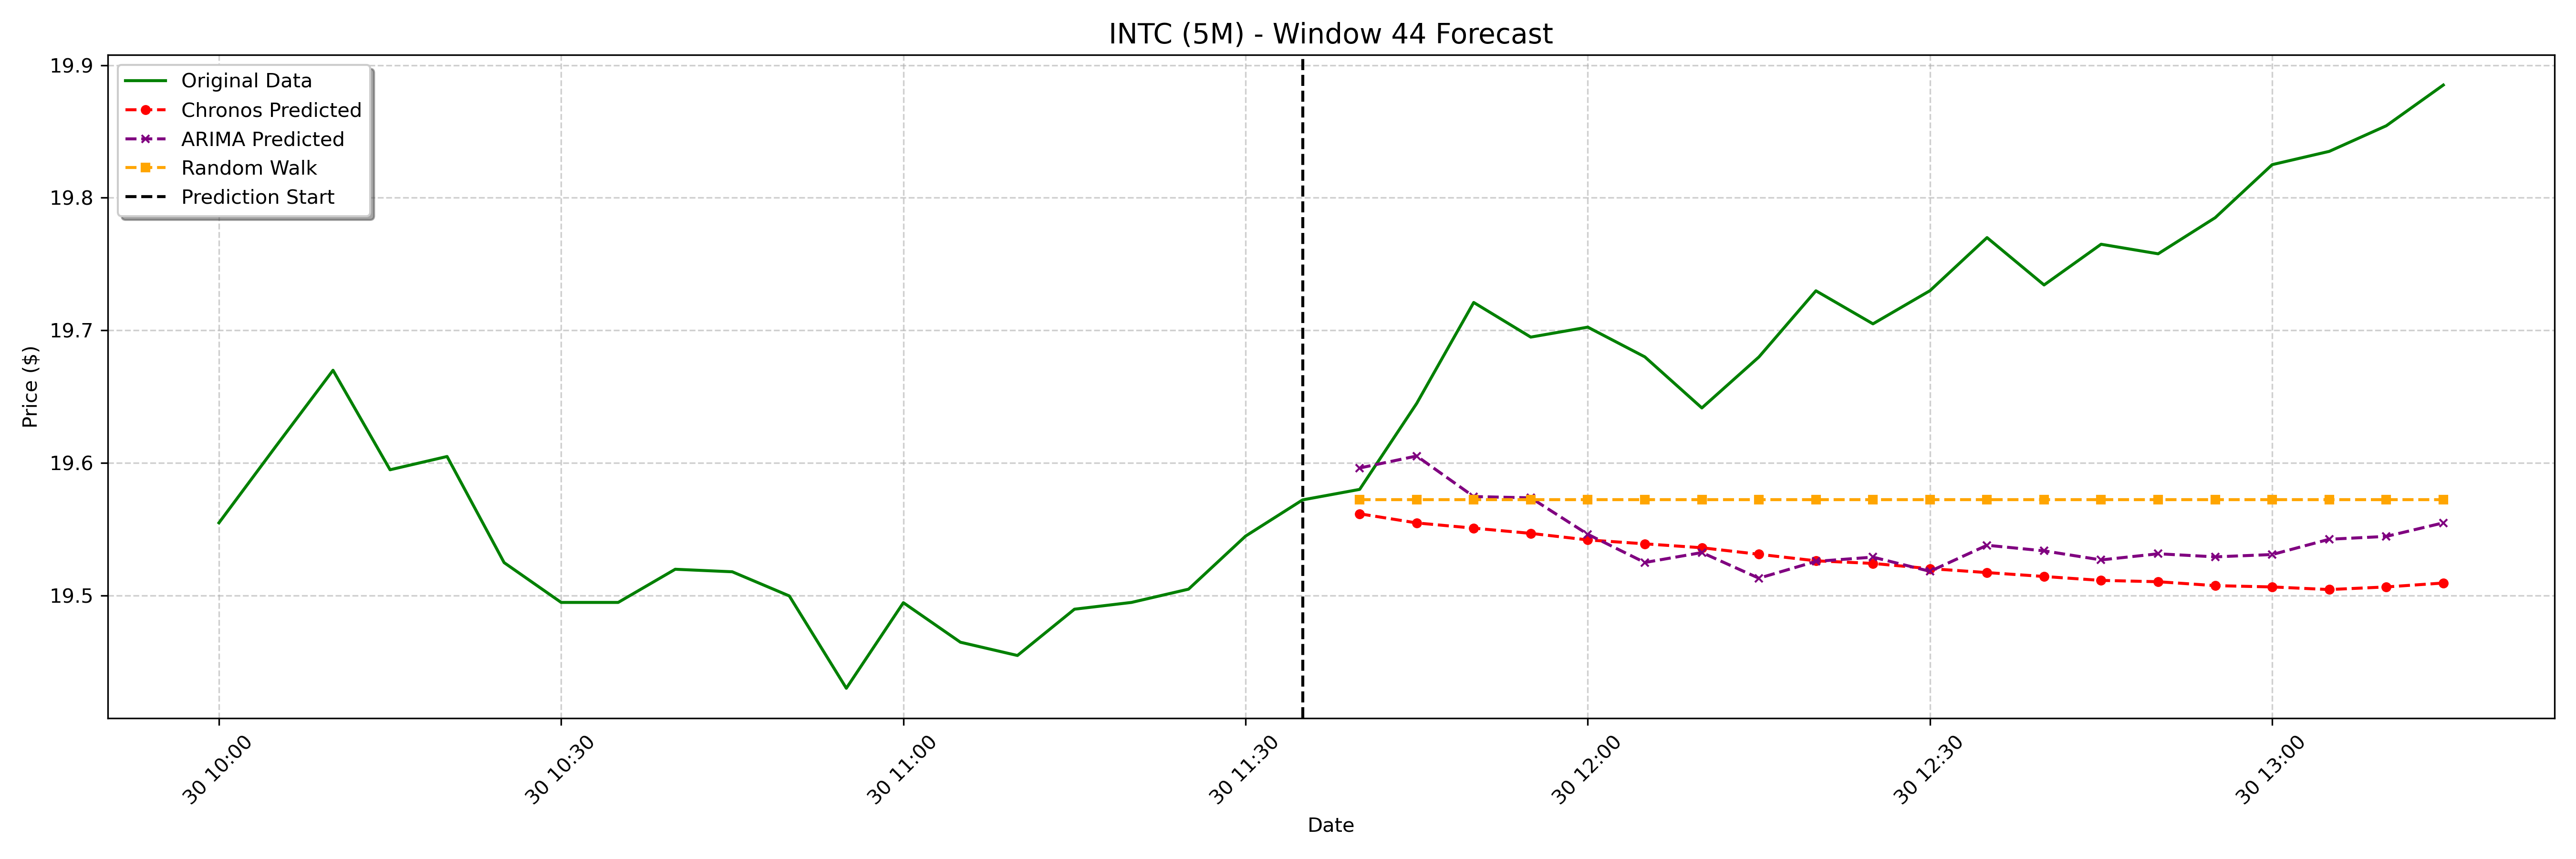 INTC (5M) - Window 44 Forecast
Original Data
Chronos Predicted
ARIMA Predicted
Random Walk
Prediction Start
Price ($)
19.9
19.8
19.7
19.6
19.5
30 10:00
30 10:30
30 11:00
30 11:30
30 12:00
30 12:30
30 13:00
Date